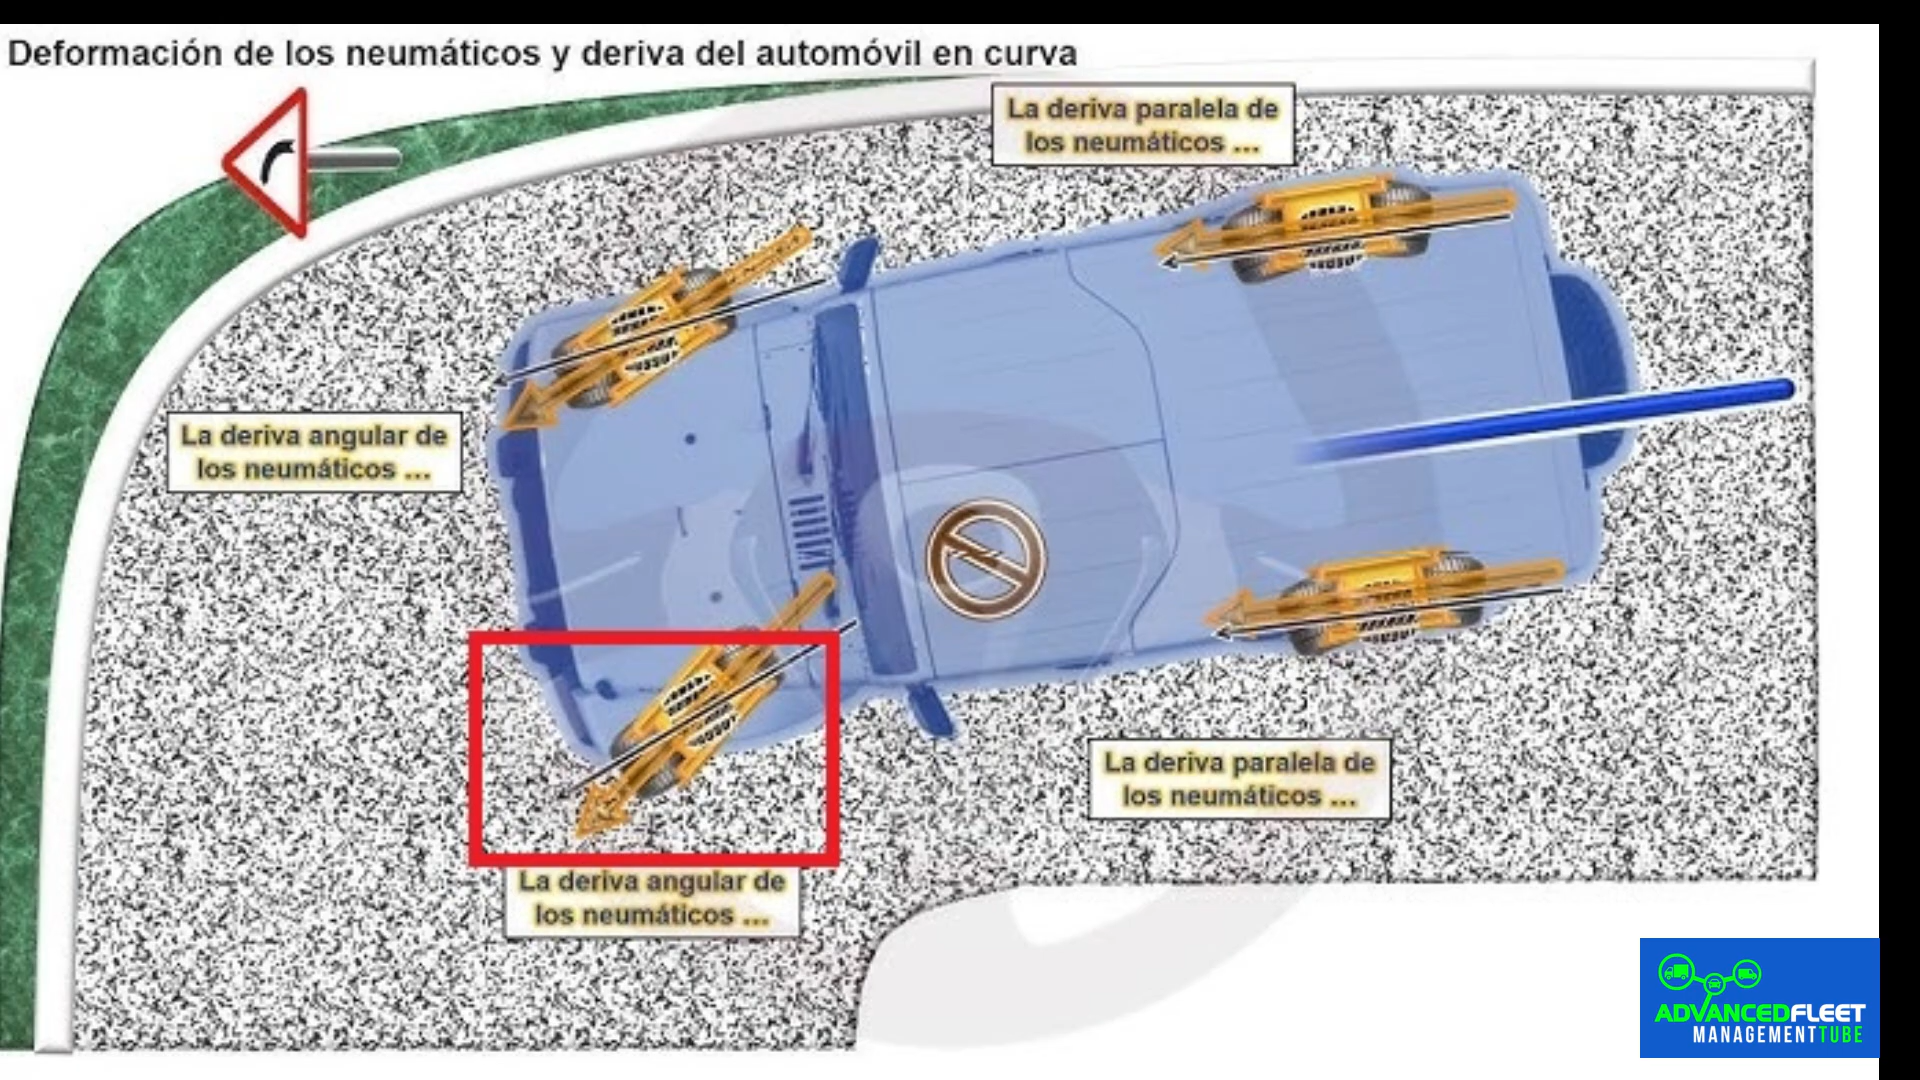 Deformación de los neumáticos y deriva del automóvil en curva
La deriva paralela de
los neumáticos ...
La deriva angular de
los neumáticos ...
La deriva paralela de
los neumáticos ...
La deriva angular de
los neumáticos ...
ADVANCEDFLEET
MANAGEMENTTUBE